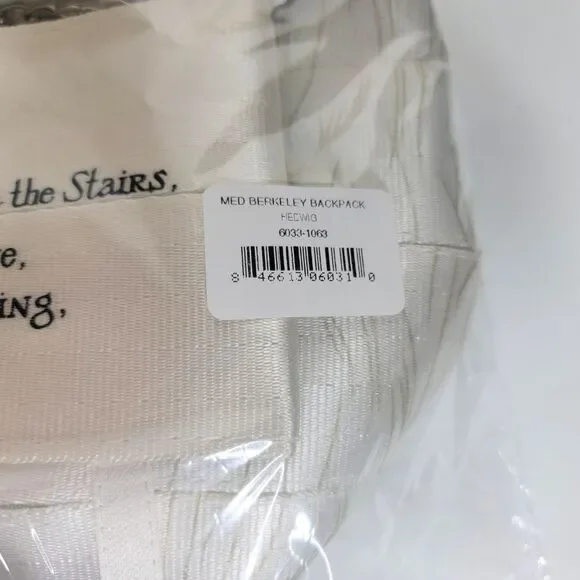 the Stairs,
MED BERKELEY BACKPACK
HEDWIG
6033-1063
8 46613 06031 0
e,
ing,